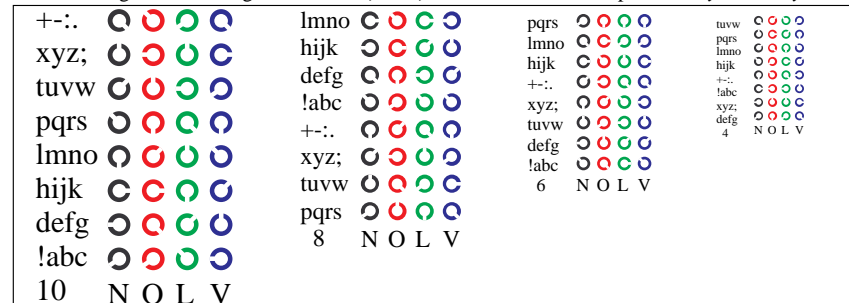 +-:.
xyz;
tuvw
pqrs
lmno
hijk
defg
!abc
10 N O L V
lmno
hijk
defg
!abc
+-:.
xyz;
tuvw
pqrs
8 N O L V
pqrs
lmno
hijk
+-:.
xyz;
tuvw
defg
!abc
6 N O L V
tuvw
pqrs
lmno
hijk
+-:.
!abc
xyz;
defg
4 N O L V